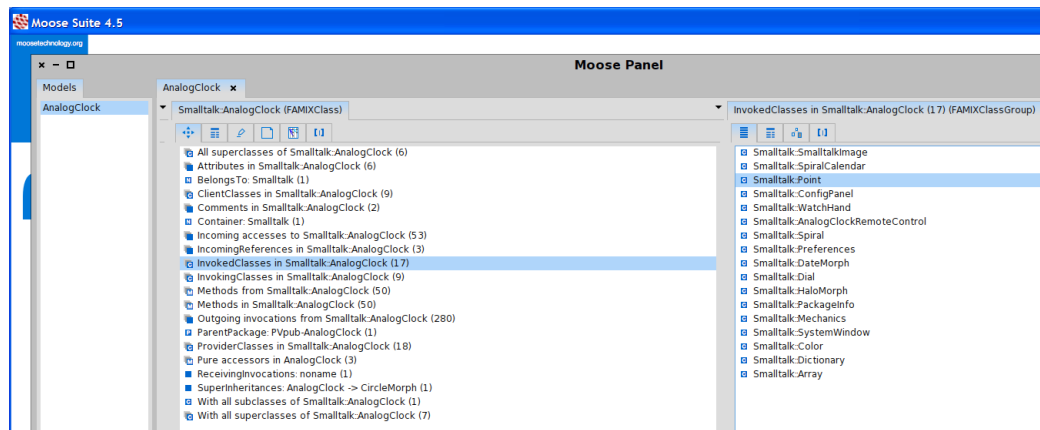 Moose Suite 4.5
moosetechnology.org
Moose Panel
Models
AnalogClock
AnalogClock
Smalltalk::AnalogClock (FAMIXClass)
All superclasses of Smalltalk::AnalogClock (6)
Attributes in Smalltalk::AnalogClock (6)
BelongsTo: Smalltalk (1)
ClientClasses in Smalltalk::AnalogClock (9)
Comments in Smalltalk::AnalogClock (2)
Container: Smalltalk (1)
Incoming accesses to Smalltalk::AnalogClock (53)
IncomingReferences in Smalltalk::AnalogClock (3)
InvokedClasses in Smalltalk::AnalogClock (17)
InvokingClasses in Smalltalk::AnalogClock (9)
Methods from Smalltalk::AnalogClock (50)
Methods in Smalltalk::AnalogClock (50)
Outgoing invocations from Smalltalk::AnalogClock (280)
ParentPackage: PVpub-AnalogClock (1)
ProviderClasses in Smalltalk::AnalogClock (18)
Pure accessors in AnalogClock (3)
ReceivingInvocations: noname (1)
SuperInheritances: AnalogClock -> CircleMorph (1)
With all subclasses of Smalltalk::AnalogClock (1)
With all superclasses of Smalltalk::AnalogClock (7)
InvokedClasses in Smalltalk::AnalogClock (17) (FAMIXClassGroup)
Smalltalk::SmalltalkImage
Smalltalk::SpiralCalendar
Smalltalk::Point
Smalltalk::ConfigPanel
Smalltalk::WatchHand
Smalltalk::AnalogClockRemoteControl
Smalltalk::Spiral
Smalltalk::Preferences
Smalltalk::DateMorph
Smalltalk::Dial
Smalltalk::HaloMorph
Smalltalk::PackageInfo
Smalltalk::Mechanics
Smalltalk::SystemWindow
Smalltalk::Color
Smalltalk::Dictionary
Smalltalk::Array